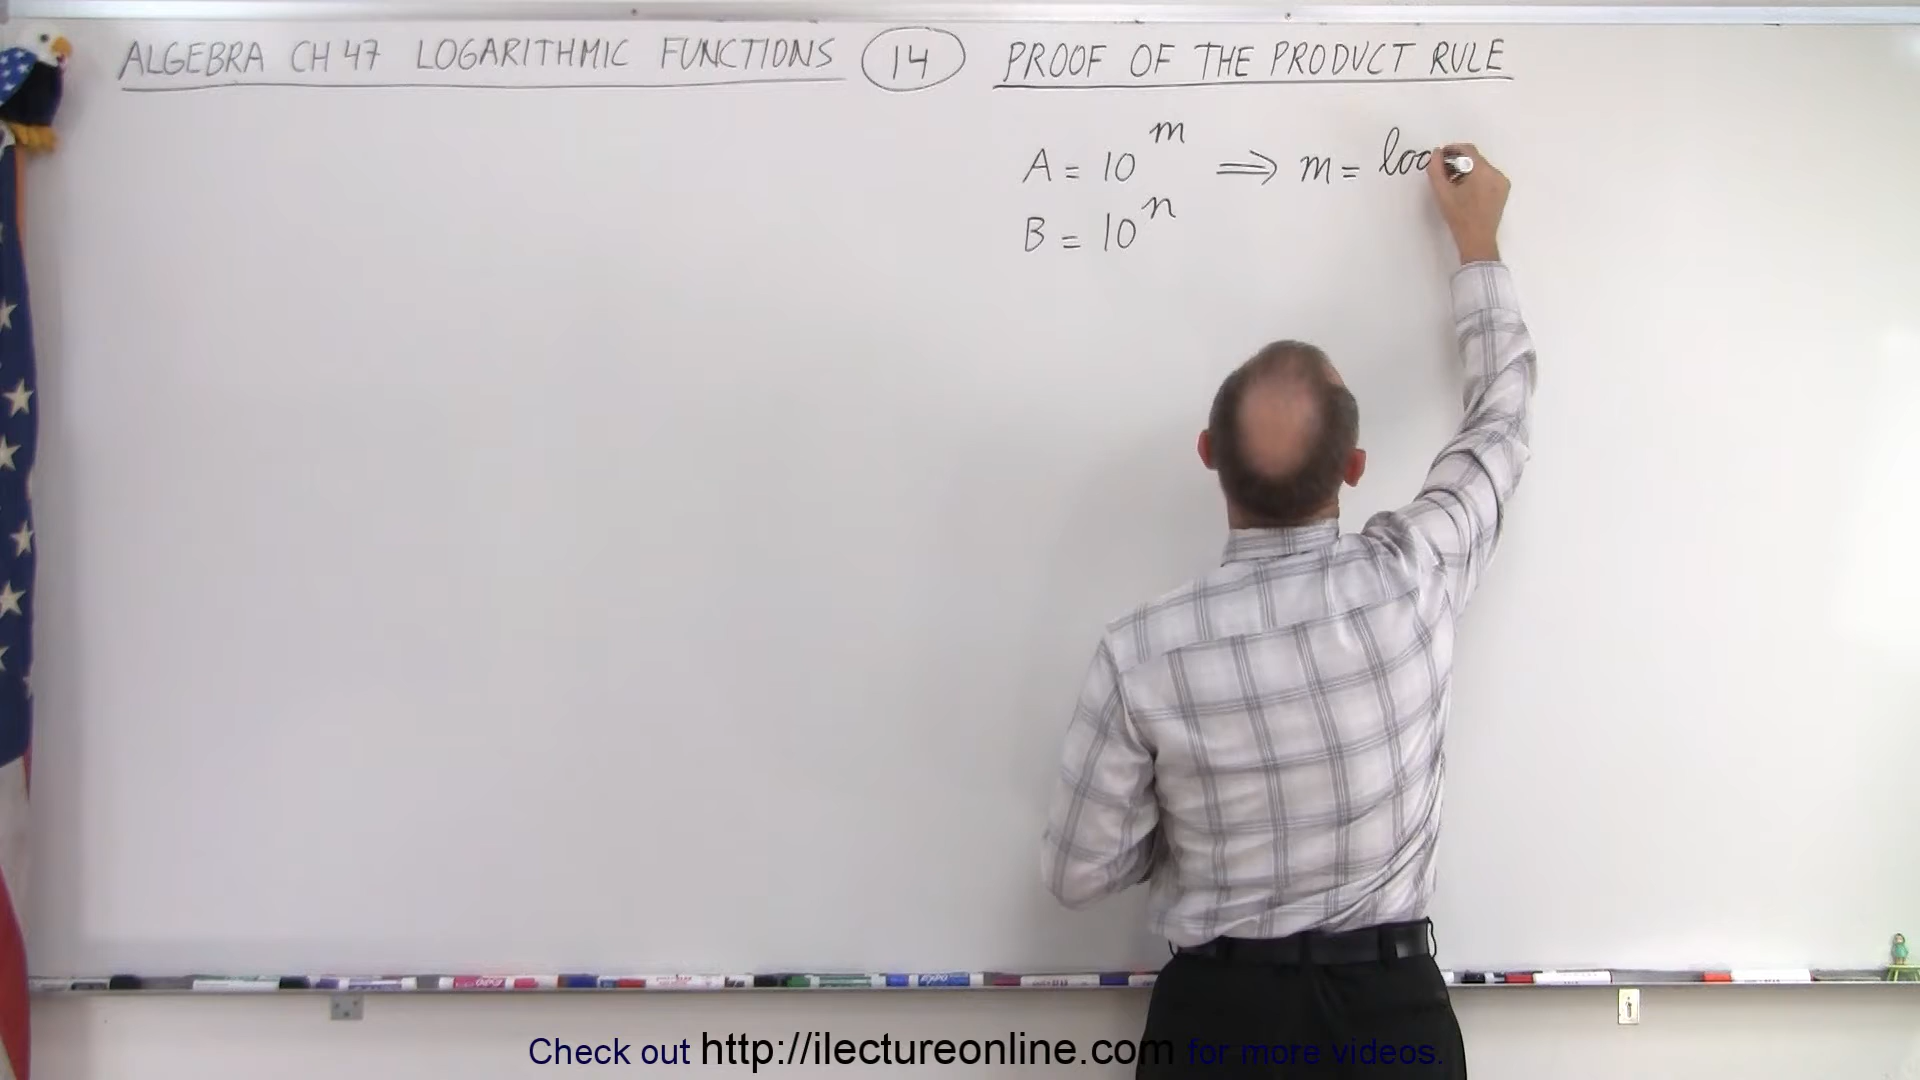 ALGEBRA CH 47 LOGARITHMIC FUNCTIONS 14 PROOF OF THE PRODUCT RULE
A = 10^m ⟹ m = log
B = 10^n
Check out http://ilectureonline.com for more videos.